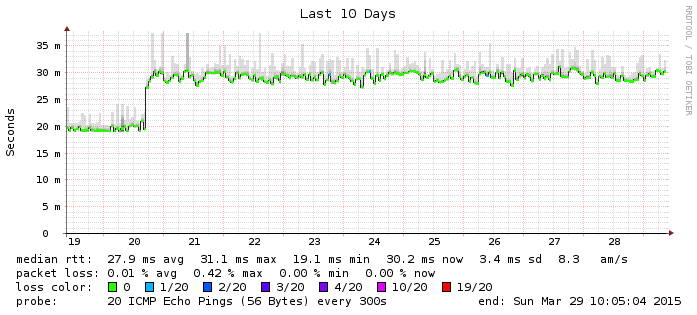 Last 10 Days
RRDTOOL / TOBI OETIKER
Seconds
35 m
30 m
25 m
20 m
15 m
10 m
5 m
0
19 20 21 22 23 24 25 26 27 28
median rtt: 27.9 ms avg 31.1 ms max 19.1 ms min 30.2 ms now 3.4 ms sd 8.3 am/s
packet loss: 0.01 % avg 0.42 % max 0.00 % min 0.00 % now
loss color: 0 1/20 2/20 3/20 4/20 10/20 19/20
probe: 20 ICMP Echo Pings (56 Bytes) every 300s end: Sun Mar 29 10:05:04 2015